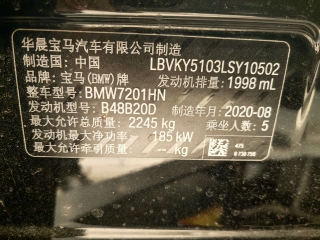 华晨宝马汽车有限公司制造
制造国：中国 LBVKY5103LSY10502
品牌：宝马(BMW)牌 发动机排量：1998 mL
整车型号：BMW7201HN
发动机型号：B48B20D 制造年月：2020-08
最大允许总质量：2245 kg 乘坐人数：5
发动机最大净功率：185 kW
最大允许牵引质量：--kg